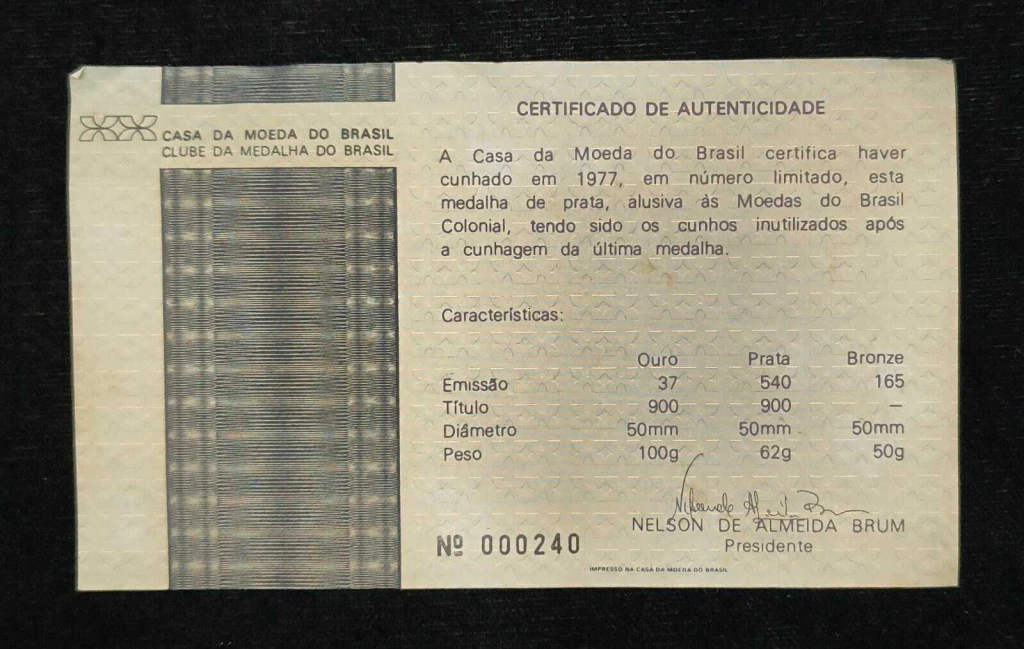 CASA DA MOEDA DO BRASIL
CLUBE DA MEDALHA DO BRASIL
CERTIFICADO DE AUTENTICIDADE
A Casa da Moeda do Brasil certifica haver
cunhado em 1977, em número limitado, esta
medalha de prata, alusiva às Moedas do Brasil
Colonial, tendo sido os cunhos inutilizados após
a cunhagem da última medalha.
Características:
Ouro Prata Bronze
Emissão 37 540 165
Título 900 900 —
Diâmetro 50mm 50mm 50mm
Peso 100g 62g 50g
NELSON DE ALMEIDA BRUM
Presidente
Nº 000240
IMPRESSO NA CASA DA MOEDA DO BRASIL